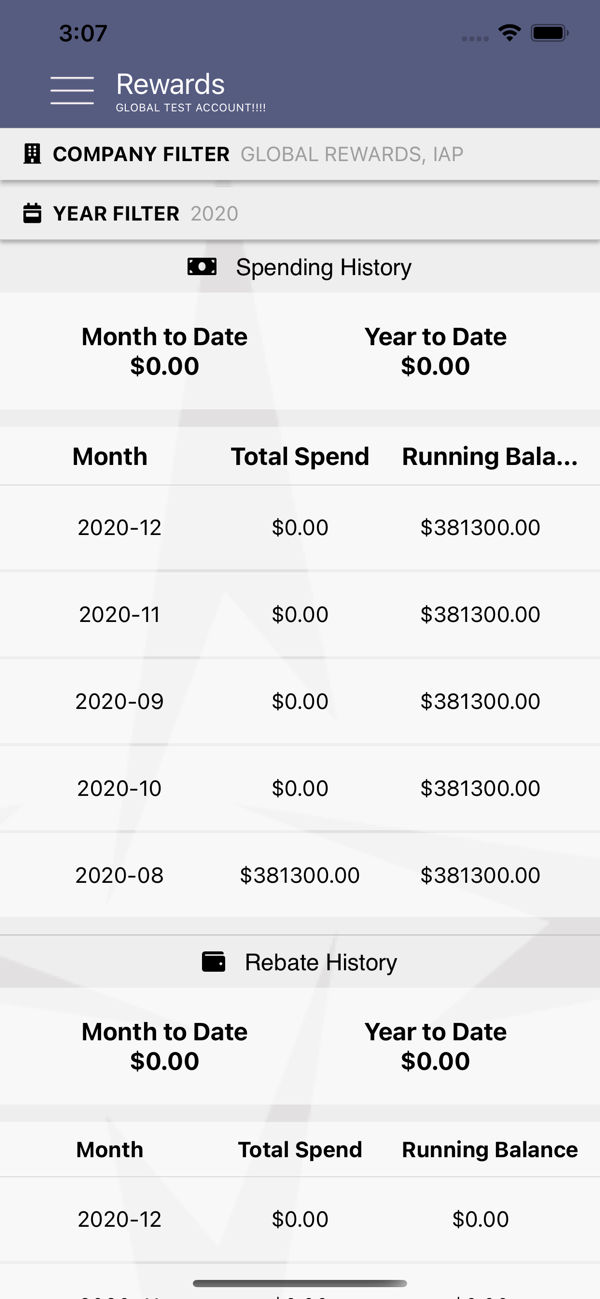 3:07
Rewards
GLOBAL TEST ACCOUNT!!!!
COMPANY FILTER GLOBAL REWARDS, IAP
YEAR FILTER 2020
Spending History
Month to Date Year to Date
$0.00 $0.00
Month Total Spend Running Bala...
2020-12 $0.00 $381300.00
2020-11 $0.00 $381300.00
2020-09 $0.00 $381300.00
2020-10 $0.00 $381300.00
2020-08 $381300.00 $381300.00
Rebate History
Month to Date Year to Date
$0.00 $0.00
Month Total Spend Running Balance
2020-12 $0.00 $0.00